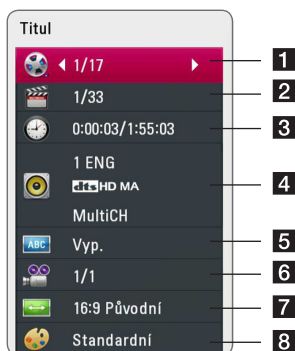 Titul
1/17 1
1/33 2
0:00:03/1:55:03 3
1 ENG
dts HD MA 4
MultiCH
ABC Vyp. 5
1/1 6
16:9 Původní 7
Standardní 8